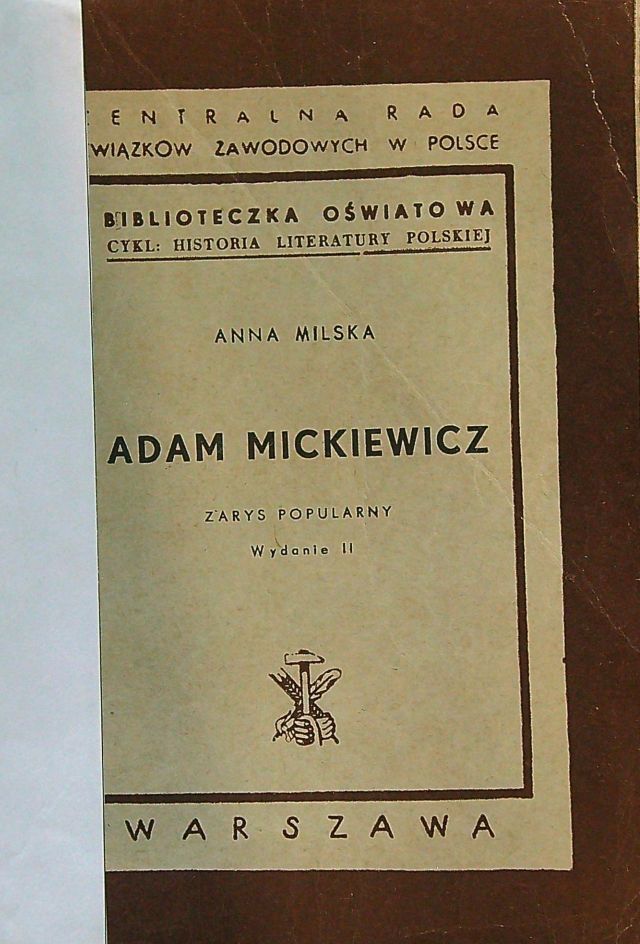 ENTRALNA RADA
WIĄZKÓW ZAWODOWYCH W POLSCE
BIBLIOTECZKA OŚWIATOWA
CYKL: HISTORIA LITERATURY POLSKIEJ
ANNA MILSKA
ADAM MICKIEWICZ
ZARYS POPULARNY
Wydanie II
WARSZAWA